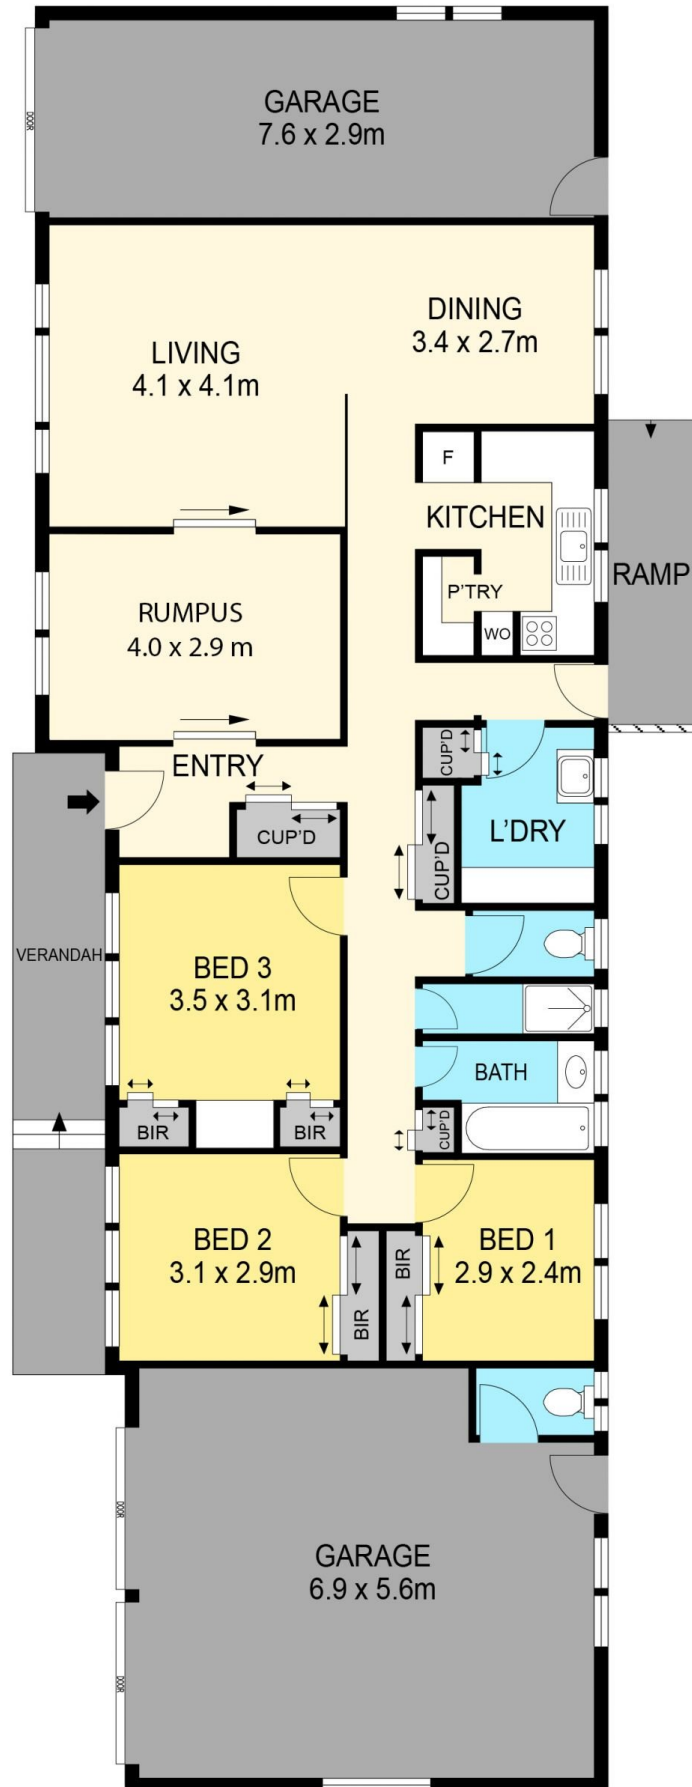 GARAGE
7.6 x 2.9m
DOOR
DINING
3.4 x 2.7m
LIVING
4.1 x 4.1m
F
KITCHEN
RAMP
P'TRY
WO
RUMPUS
4.0 x 2.9 m
ENTRY
CUP'D
CUP'D
L'DRY
CUP'D
VERANDAH
BED 3
3.5 x 3.1m
BATH
BIR
BIR
CUP'D
BED 2
3.1 x 2.9m
BIR
BIR
BED 1
2.9 x 2.4m
DOOR
GARAGE
6.9 x 5.6m
DOOR